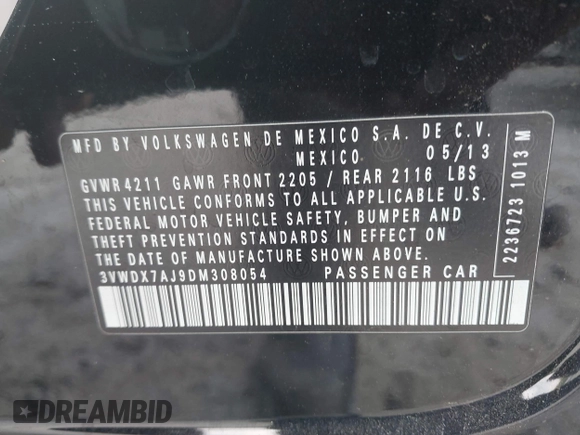 MFD BY VOLKSWAGEN DE MEXICO S.A. DE C.V.
MEXICO 05/13
GVWR 4211 GAWR FRONT 2205 / REAR 2116 LBS
THIS VEHICLE CONFORMS TO ALL APPLICABLE U.S.
FEDERAL MOTOR VEHICLE SAFETY, BUMPER AND
THEFT PREVENTION STANDARDS IN EFFECT ON
THE DATE OF MANUFACTURE SHOWN ABOVE.
3VWDX7AJ9DM308054 PASSENGER CAR
2236723 1013 M
DREAMBID